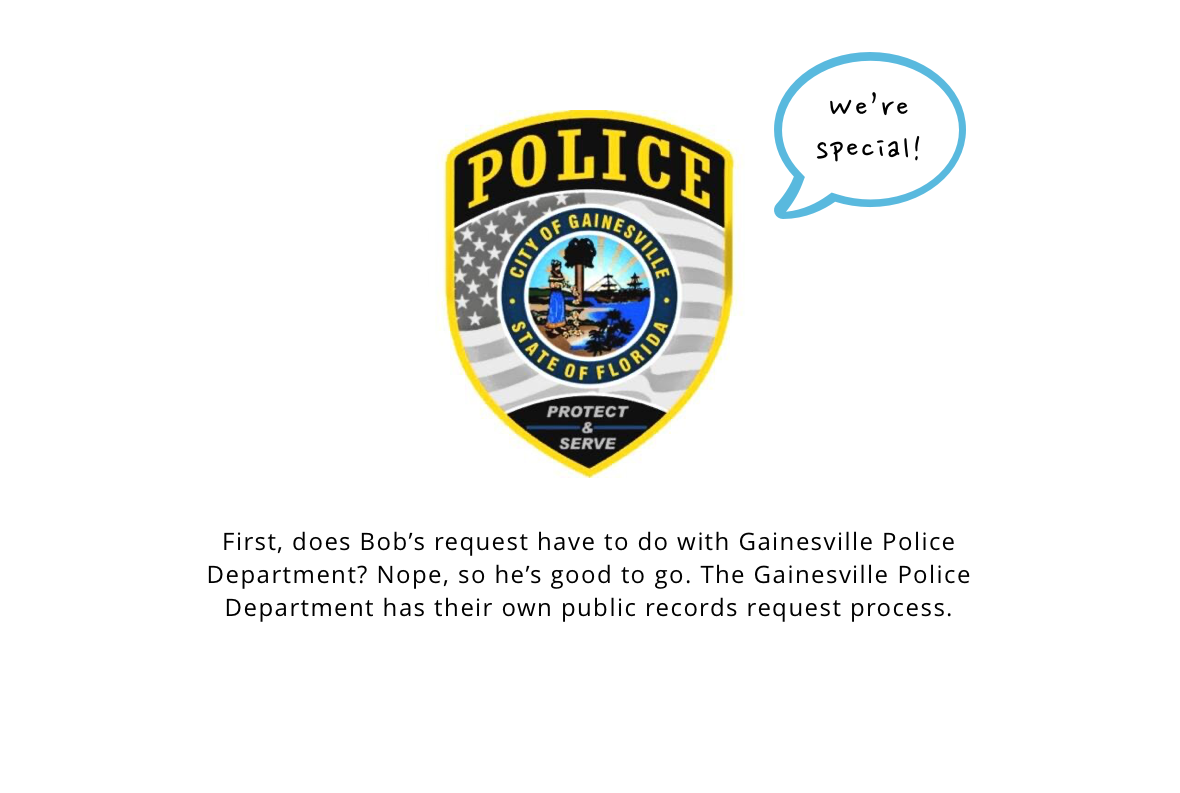 we're
special!
POLICE
CITY OF GAINESVILLE
STATE OF FLORIDA
PROTECT
&
SERVE
First, does Bob’s request have to do with Gainesville Police
Department? Nope, so he’s good to go. The Gainesville Police
Department has their own public records request process.